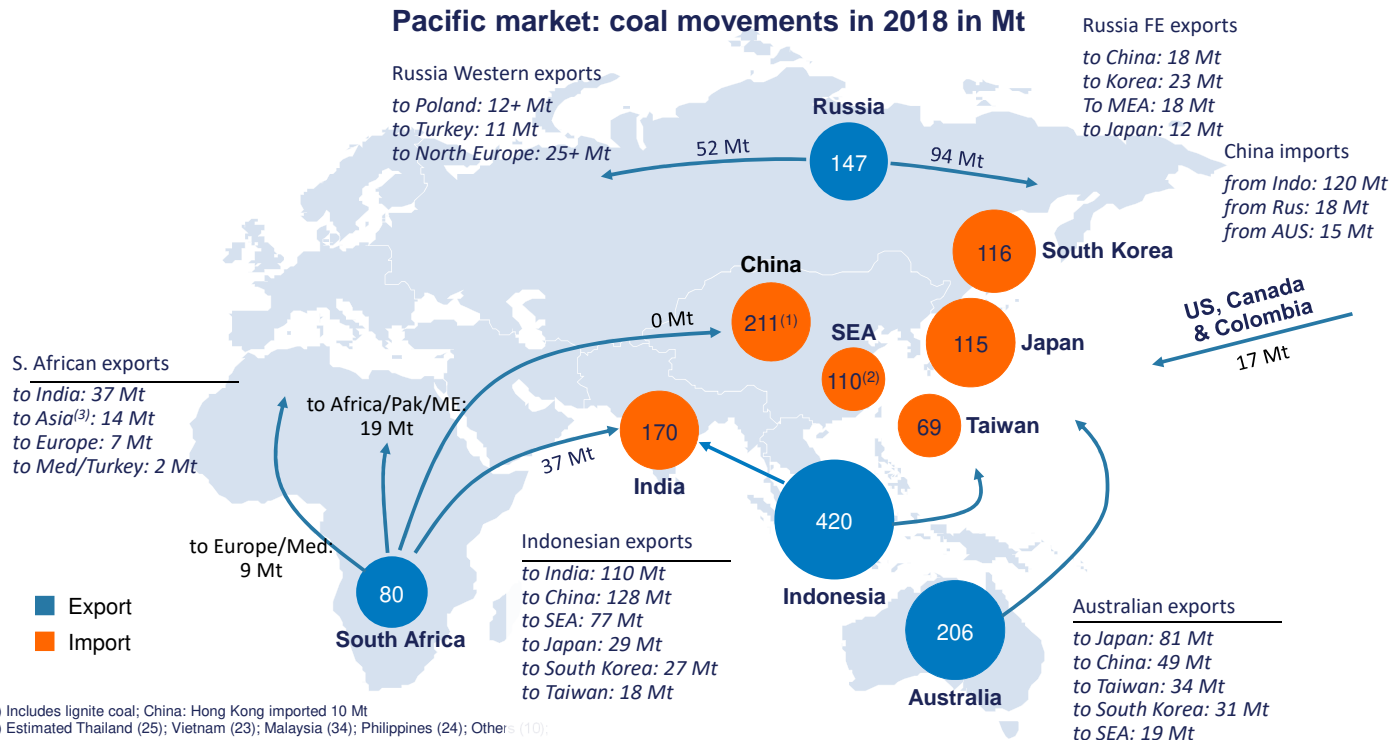 Pacific market: coal movements in 2018 in Mt
Russia Western exports
to Poland: 12+ Mt
to Turkey: 11 Mt
to North Europe: 25+ Mt
Russia FE exports
to China: 18 Mt
to Korea: 23 Mt
To MEA: 18 Mt
to Japan: 12 Mt
Russia
147
52 Mt
94 Mt
China imports
from Indo: 120 Mt
from Rus: 18 Mt
from AUS: 15 Mt
116
South Korea
China
211(1)
SEA
110(2)
115
Japan
US, Canada
& Colombia
17 Mt
0 Mt
S. African exports
to India: 37 Mt
to Asia(3): 14 Mt
to Europe: 7 Mt
to Med/Turkey: 2 Mt
to Africa/Pak/ME:
19 Mt
37 Mt
170
India
69
Taiwan
to Europe/Med:
9 Mt
80
South Africa
420
Indonesia
Indonesian exports
to India: 110 Mt
to China: 128 Mt
to SEA: 77 Mt
to Japan: 29 Mt
to South Korea: 27 Mt
to Taiwan: 18 Mt
206
Australia
Australian exports
to Japan: 81 Mt
to China: 49 Mt
to Taiwan: 34 Mt
to South Korea: 31 Mt
to SEA: 19 Mt
Export
Import
) Includes lignite coal; China: Hong Kong imported 10 Mt
) Estimated Thailand (25); Vietnam (23); Malaysia (34); Philippines (24); Others (10);